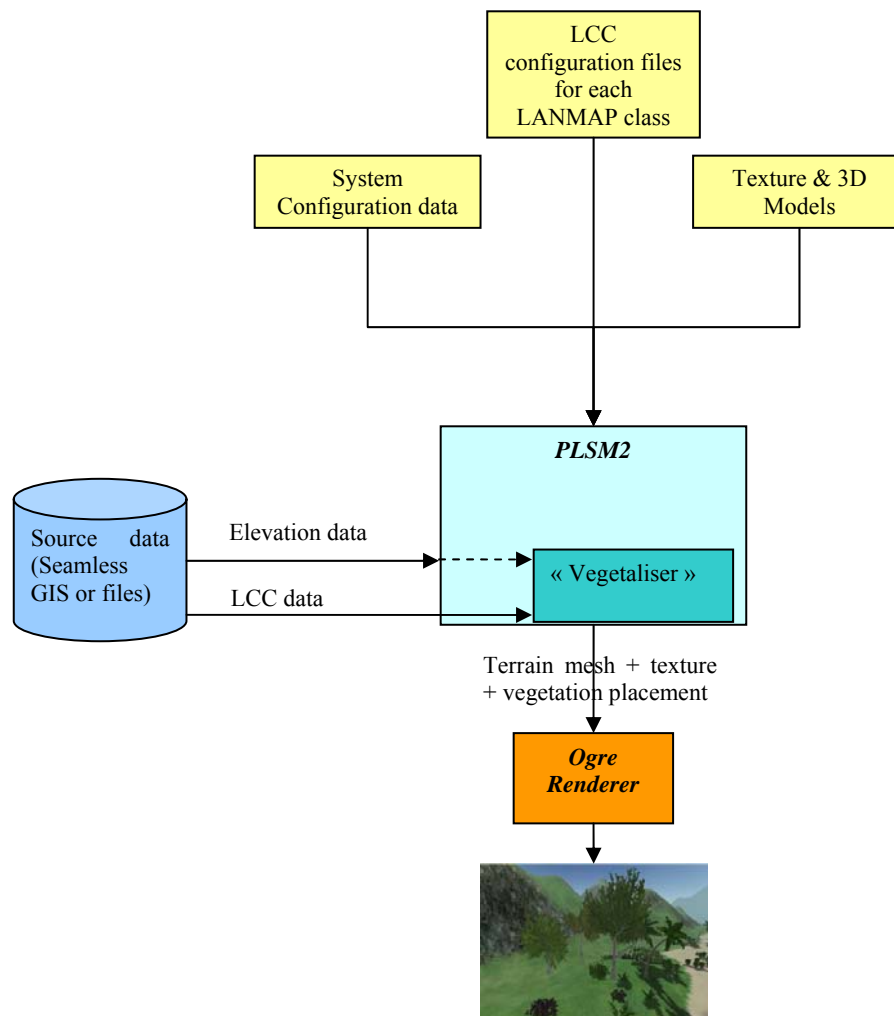 LCC
configuration files
for each
LANMAP class
System
Configuration data
Texture & 3D
Models
PLSM2
Source data
(Seamless
GIS or files)
Elevation data
« Vegetaliser »
LCC data
Terrain mesh + texture
+ vegetation placement
Ogre
Renderer